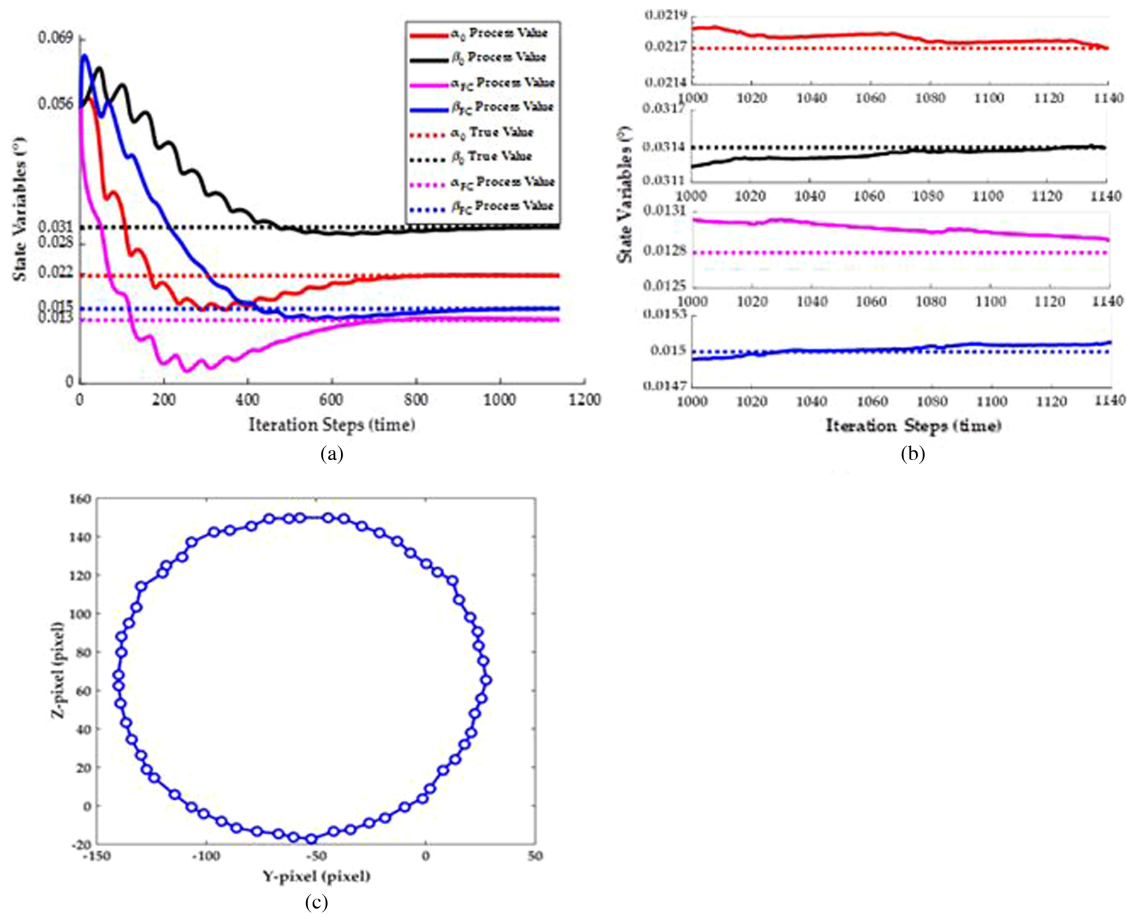 0.069
0.056
0.031
0.028
0.022
0.015
0.013
0
State Variables (°)
0 200 400 600 800 1000 1200
Iteration Steps (time)
α0 Process Value
β0 Process Value
αFC Process Value
βFC Process Value
α0 True Value
β0 True Value
αFC Process Value
βFC Process Value
(a)
State Variables (°)
0.0219
0.0217
0.0214
1000 1020 1040 1060 1080 1100 1120 1140
0.0317
0.0314
0.0311
1000 1020 1040 1060 1080 1100 1120 1140
0.0131
0.0128
0.0125
1000 1020 1040 1060 1080 1100 1120 1140
0.0153
0.015
0.0147
1000 1020 1040 1060 1080 1100 1120 1140
Iteration Steps (time)
(b)
160
140
120
100
80
60
40
20
0
-20
Z-pixel (pixel)
-150 -100 -50 0 50
Y-pixel (pixel)
(c)